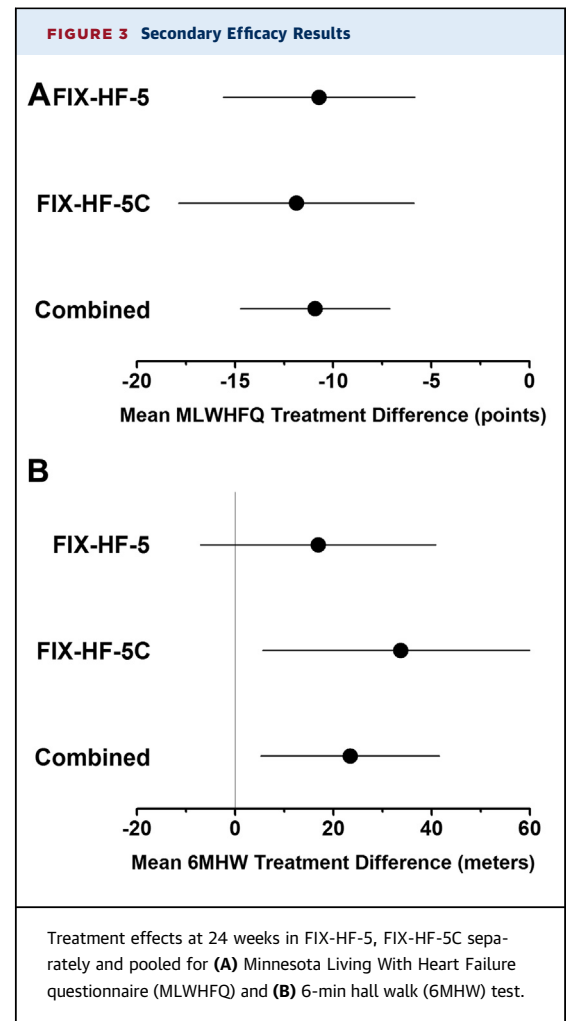 FIGURE 3 Secondary Efficacy Results
A FIX-HF-5
FIX-HF-5C
Combined
-20 -15 -10 -5 0
Mean MLWHFQ Treatment Difference (points)
B
FIX-HF-5
FIX-HF-5C
Combined
-20 0 20 40 60
Mean 6MHW Treatment Difference (meters)
Treatment effects at 24 weeks in FIX-HF-5, FIX-HF-5C sepa-
rately and pooled for (A) Minnesota Living With Heart Failure
questionnaire (MLWHFQ) and (B) 6-min hall walk (6MHW) test.